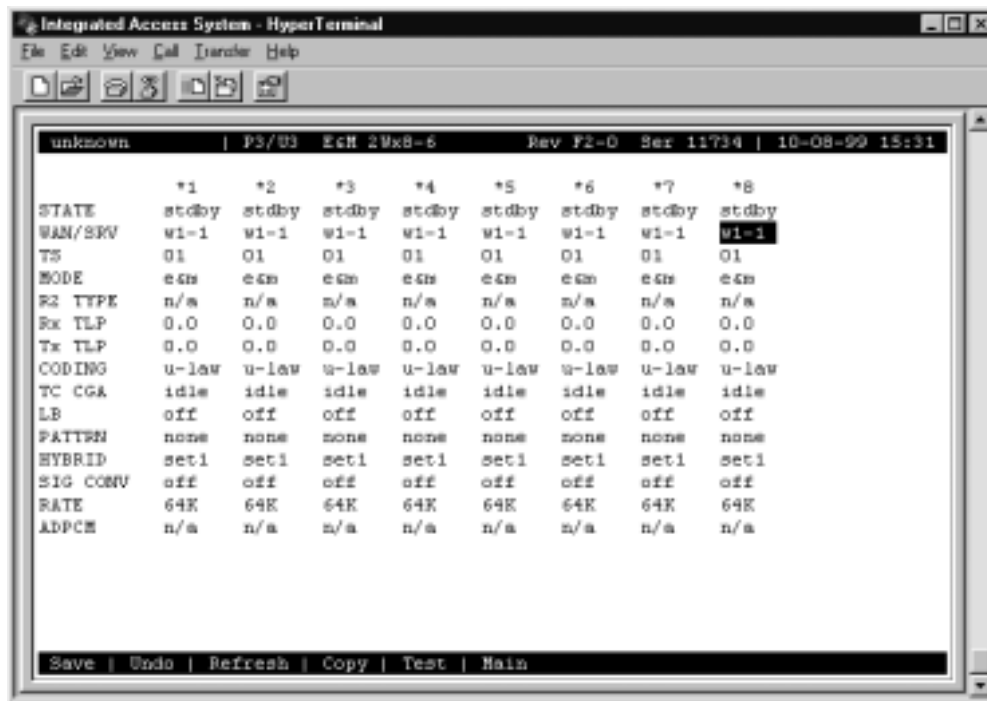 Integrated Access System - HyperTerminal
File Edit View Call Transfer Help
unknown | P3/U3 E&M 2Wx8-6 Rev F2-0 Ser 11734 | 10-08-99 15:31
*1 *2 *3 *4 *5 *6 *7 *8
STATE stdby stdby stdby stdby stdby stdby stdby stdby
WAN/SRV w1-1 w1-1 w1-1 w1-1 w1-1 w1-1 w1-1 w1-1
TS 01 01 01 01 01 01 01 01
MODE e&m e&m e&m e&m e&m e&m e&m e&m
R2 TYPE n/a n/a n/a n/a n/a n/a n/a n/a
Rx TLP 0.0 0.0 0.0 0.0 0.0 0.0 0.0 0.0
Tx TLP 0.0 0.0 0.0 0.0 0.0 0.0 0.0 0.0
CODING u-law u-law u-law u-law u-law u-law u-law u-law
TC CGA idle idle idle idle idle idle idle idle
LB off off off off off off off off
PATTRN none none none none none none none none
HYBRID set1 set1 set1 set1 set1 set1 set1 set1
SIG CONV off off off off off off off off
RATE 64K 64K 64K 64K 64K 64K 64K 64K
ADPCM n/a n/a n/a n/a n/a n/a n/a n/a
Save | Undo | Refresh | Copy | Test | Main